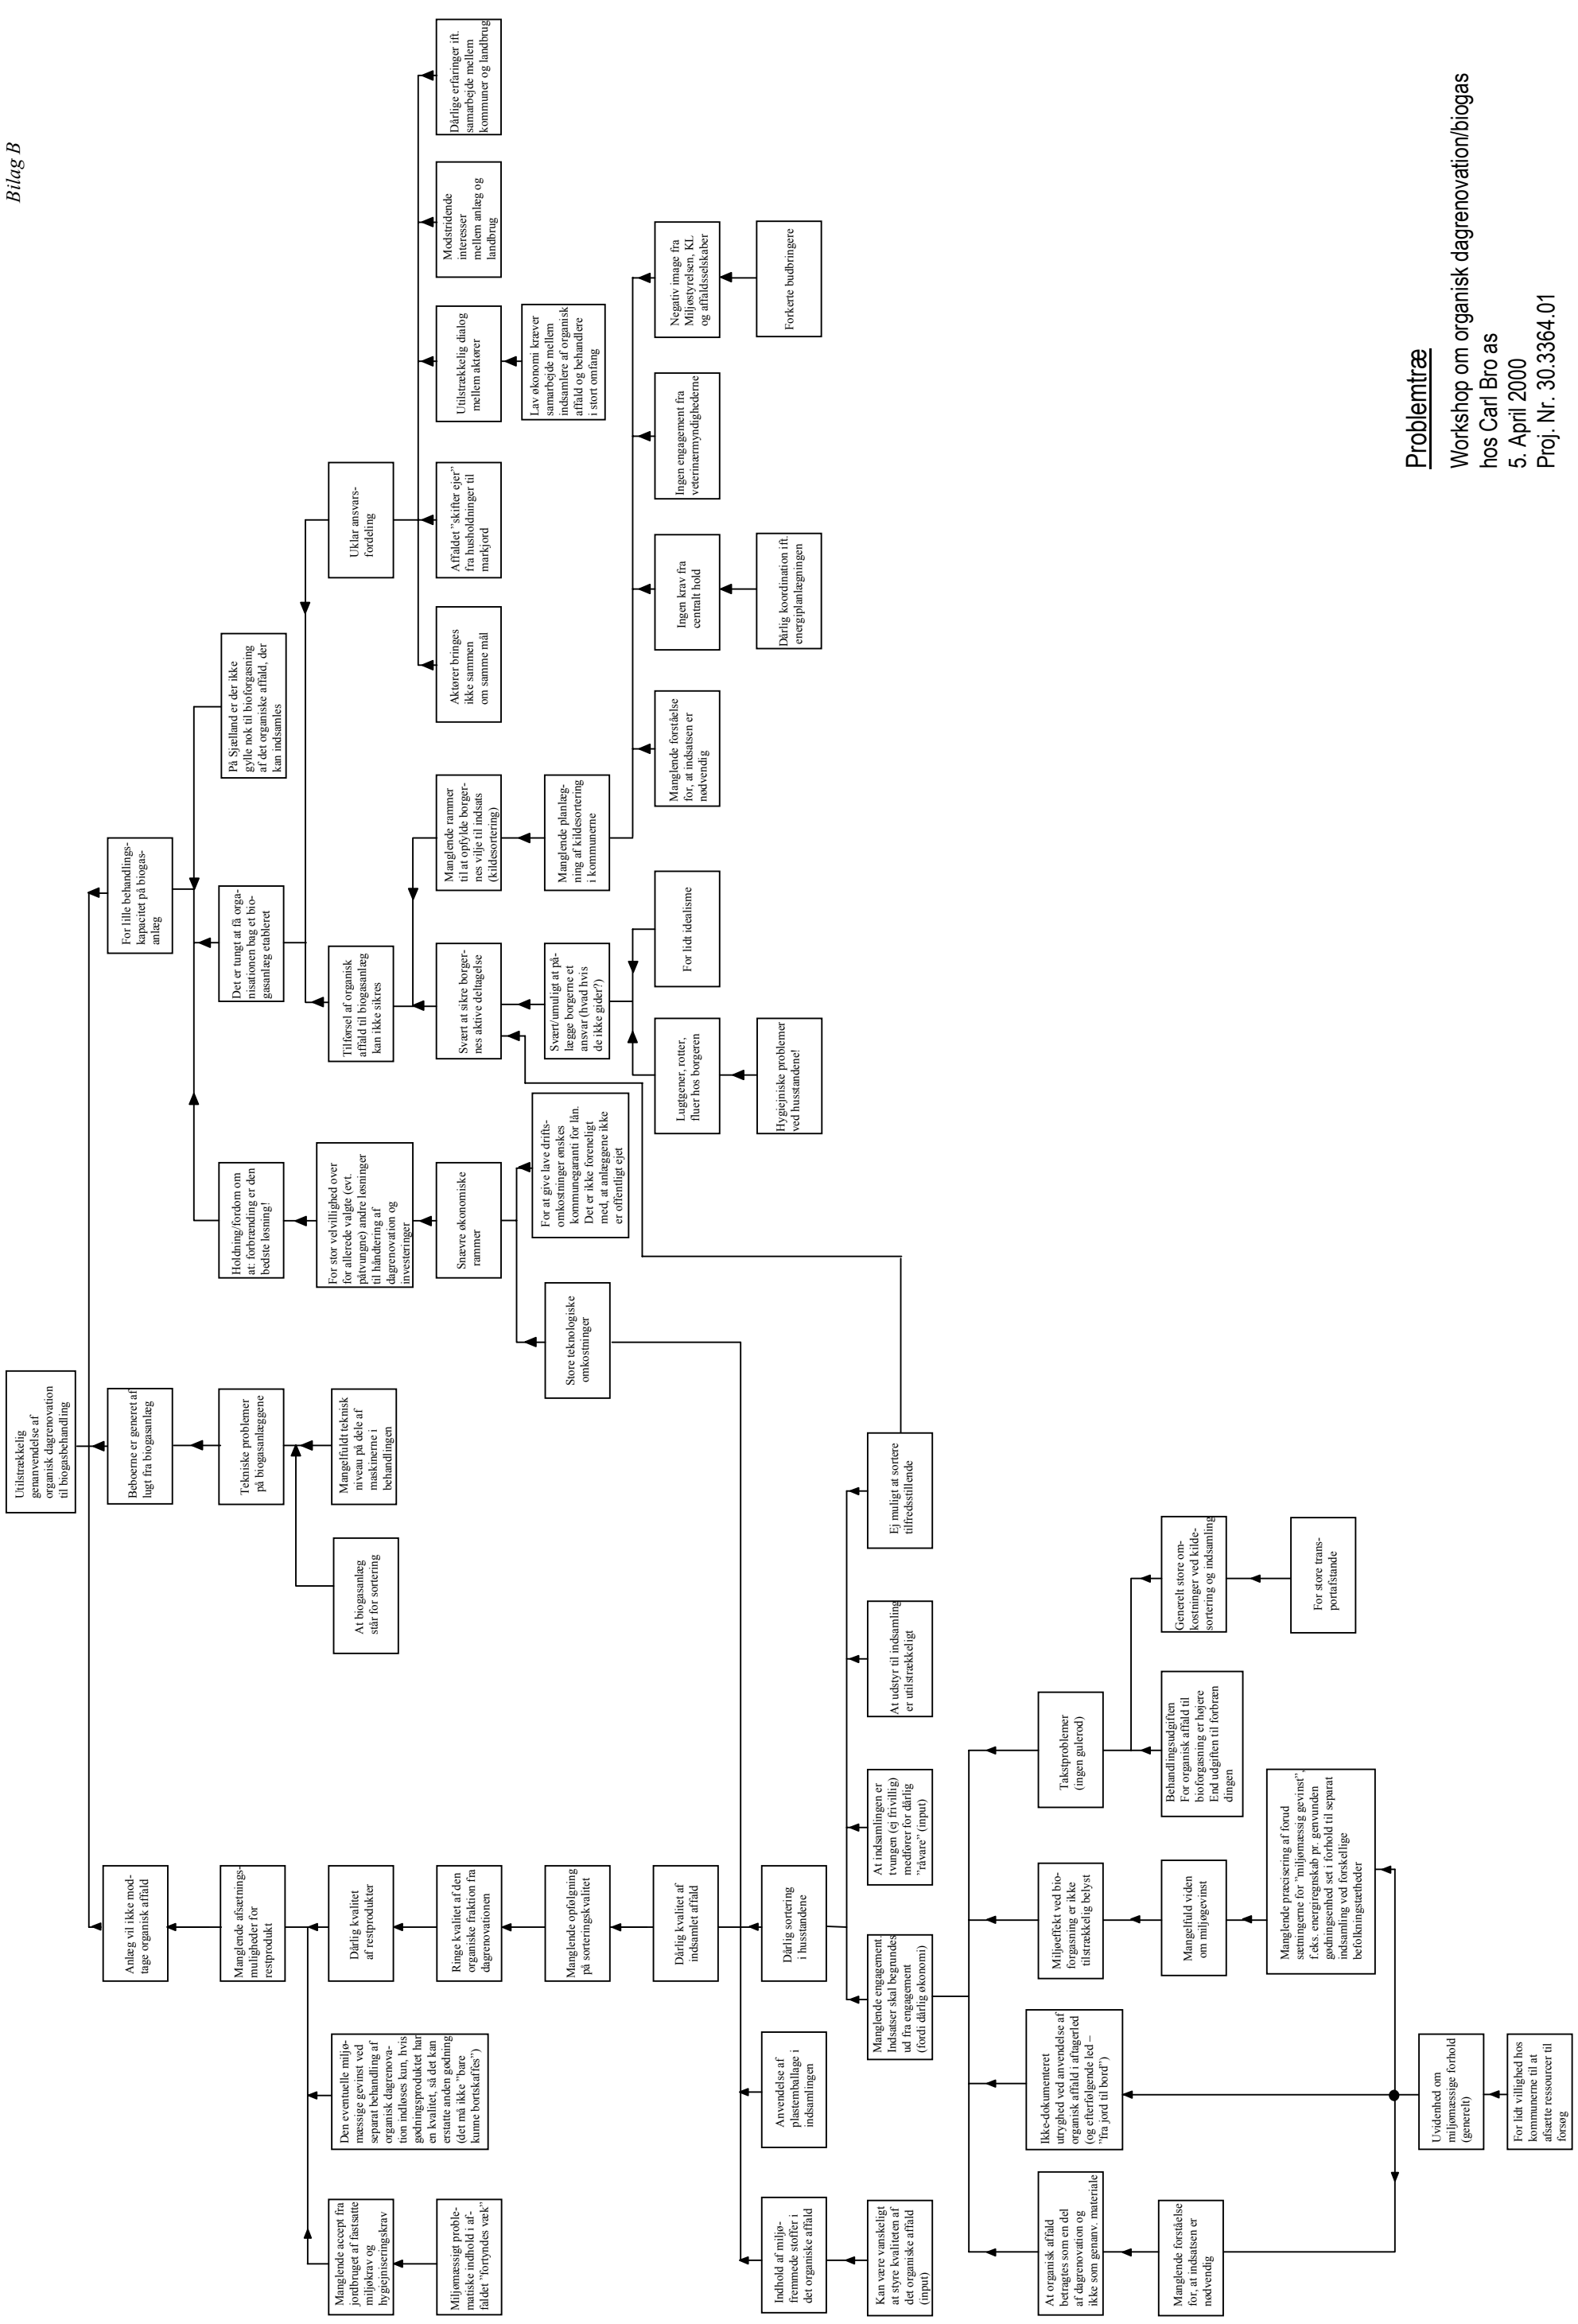 Bilag B
Utilstrækkelig
genanvendelse af
organisk dagrenovation
til biogasbehandling
Anlæg vil ikke mod-
tage organisk affald
Beboerne er generet af
lugt fra biogasanlæg
For lille behandlings-
kapacitet på biogas-
anlæg
Manglende afsætnings-
muligheder for
restprodukt
Tekniske problemer
på biogasanlæggene
Holdning/fordom om
at: forbrænding er den
bedste løsning!
Det er tungt at få orga-
nisationen bag et bio-
gasanlæg etableret
På Sjælland er der ikke
gylle nok til bioforgasning
af det organiske affald, der
kan indsamles
Manglende accept fra
jordbruget af fastsatte
miljøkrav og
hygiejniseringskrav
Den eventuelle miljø-
mæssige gevinst ved
separat behandling af
organisk dagrenova-
tion indløses kun, hvis
gødningsproduktet har
en kvalitet, så det kan
erstatte anden gødning
(det må ikke ”bare
kunne bortskaffes”)
Dårlig kvalitet
af restprodukter
At biogasanlæg
står for sortering
Mangelfuldt teknisk
niveau på dele af
maskinerne i
behandlingen
For stor velvillighed over
for allerede valgte (evt.
påtvungne) andre løsninger
til håndtering af
dagrenovation og
investeringer
Tilførsel af organisk
affald til biogasanlæg
kan ikke sikres
Uklar ansvars-
fordeling
Miljømæssigt proble-
matiske indhold i af-
faldet ”fortyndes væk”
Ringe kvalitet af den
organiske fraktion fra
dagrenovationen
Snævre økonomiske
rammer
Svært at sikre borger-
nes aktive deltagelse
Manglende rammer
til at opfylde borger-
nes vilje til indsats
(kildesortering)
Aktører bringes
ikke sammen
om samme mål
Affaldet ”skifter ejer”
fra husholdninger til
markjord
Utilstrækkelig dialog
mellem aktører
Modstridende
interesser
mellem anlæg og
landbrug
Dårlige erfaringer ift.
samarbejde mellem
kommuner og landbrug
Manglende opfølgning
på sorteringskvalitet
Store teknologiske
omkostninger
For at give lave drifts-
omkostninger ønskes
kommunegaranti for lån.
Det er ikke foreneligt
med, at anlæggene ikke
er offentligt ejet
Svært/umuligt at på-
lægge borgerne et
ansvar (hvad hvis
de ikke gider?)
Manglende planlæg-
ning af kildesortering
i kommunerne
Lav økonomi kræver
samarbejde mellem
indsamlere af organisk
affald og behandlere
i stort omfang
Dårlig kvalitet af
indsamlet affald
Lugtgener, rotter,
fluer hos borgeren
For lidt idealisme
Manglende forståelse
for, at indsatsen er
nødvendig
Ingen krav fra
centralt hold
Ingen engagement fra
veterinærmyndighederne
Negativ image fra
Miljøstyrelsen, KL
og affaldsselskaber
Indhold af miljø-
fremmede stoffer i
det organiske affald
Anvendelse af
plastemballage i
indsamlingen
Dårlig sortering
i husstandene
Hygiejniske problemer
ved husstandene!
Dårlig koordination ift.
energiplanlægningen
Forkerte budbringere
Kan være vanskeligt
at styre kvaliteten af
det organiske affald
(input)
Manglende engagement.
Indsatser skal begrundes
ud fra engagement
(fordi dårlig økonomi)
At indsamlingen er
tvungen (ej frivillig)
medfører for dårlig
”råvare” (input)
At udstyr til indsamling
er utilstrækkeligt
Ej muligt at sortere
tilfredsstillende
At organisk affald
betragtes som en del
af dagrenovation og
ikke som genanv. materiale
Ikke-dokumenteret
utryghed ved anvendelse af
organisk affald i aftagerled
(og efterfølgende led –
”fra jord til bord”)
Miljøeffekt ved bio-
forgasning er ikke
tilstrækkelig belyst
Takstproblemer
(ingen gulerod)
Manglende forståelse
for, at indsatsen er
nødvendig
Mangelfuld viden
om miljøgevinst
Behandlingsudgiften
For organisk affald til
bioforgasning er højere
End udgiften til forbræn
dingen
Generelt store om-
kostninger ved kilde-
sortering og indsamling
Manglende præcisering af forud
sætningerne for ”miljømæssig gevinst”,
f.eks. energiregnskab pr. genvunden
gødningsenhed set i forhold til separat
indsamling ved forskellige
befolkningstætheder
For store trans-
portafstande
Uvidenhed om
miljømæssige forhold
(generelt)
For lidt villighed hos
kommunerne til at
afsætte ressourcer til
forsøg
Problemtræ
Workshop om organisk dagrenovation/biogas
hos Carl Bro as
5. April 2000
Proj. Nr. 30.3364.01